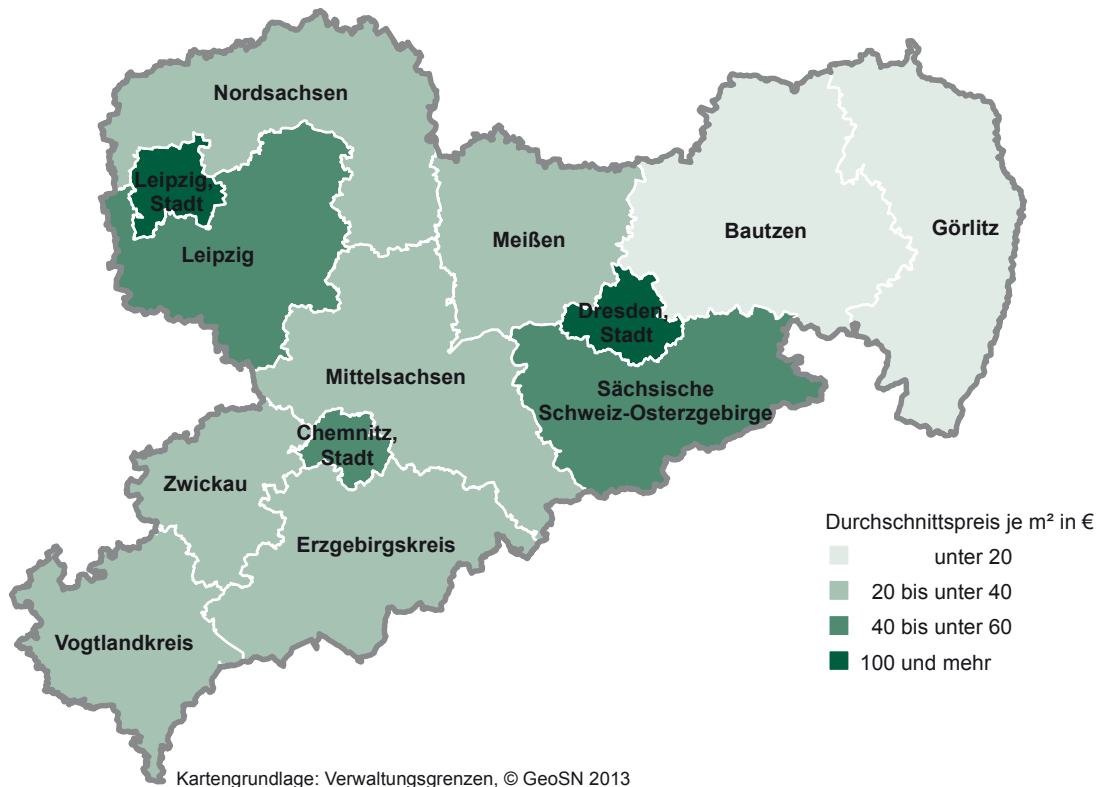 Nordsachsen
Leipzig,
Stadt
Leipzig
Meißen
Bautzen
Görlitz
Dresden,
Stadt
Mittelsachsen
Sächsische
Schweiz-Osterzgebirge
Chemnitz,
Stadt
Zwickau
Erzgebirgskreis
Vogtlandkreis
Durchschnittspreis je m² in €
unter 20
20 bis unter 40
40 bis unter 60
100 und mehr
Kartengrundlage: Verwaltungsgrenzen, © GeoSN 2013